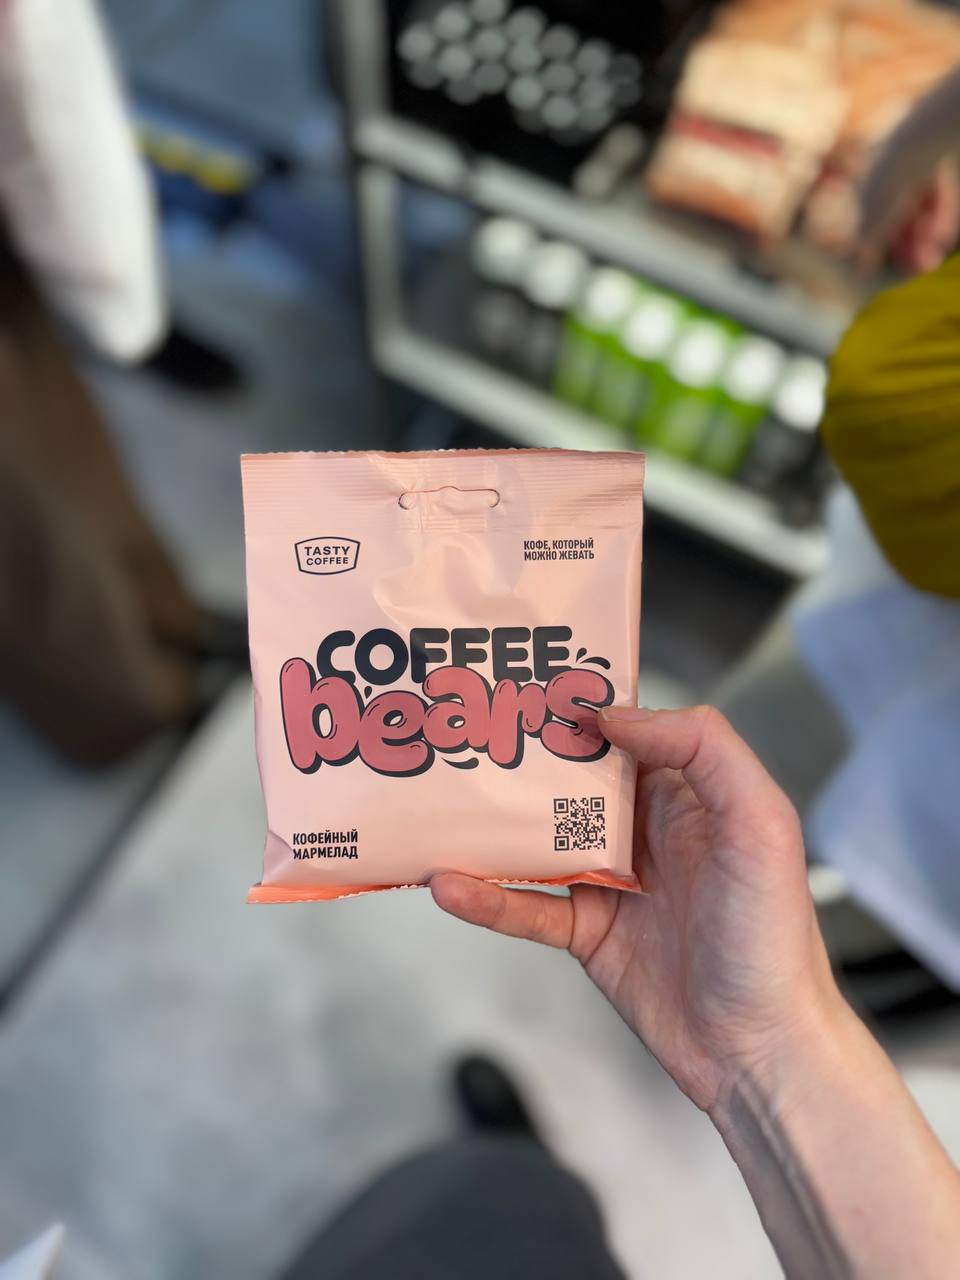 TASTY
COFFEE
КОФЕ, КОТОРЫЙ
МОЖНО ЖЕВАТЬ
COFFEE
bears
КОФЕЙНЫЙ
МАРМЕЛАД